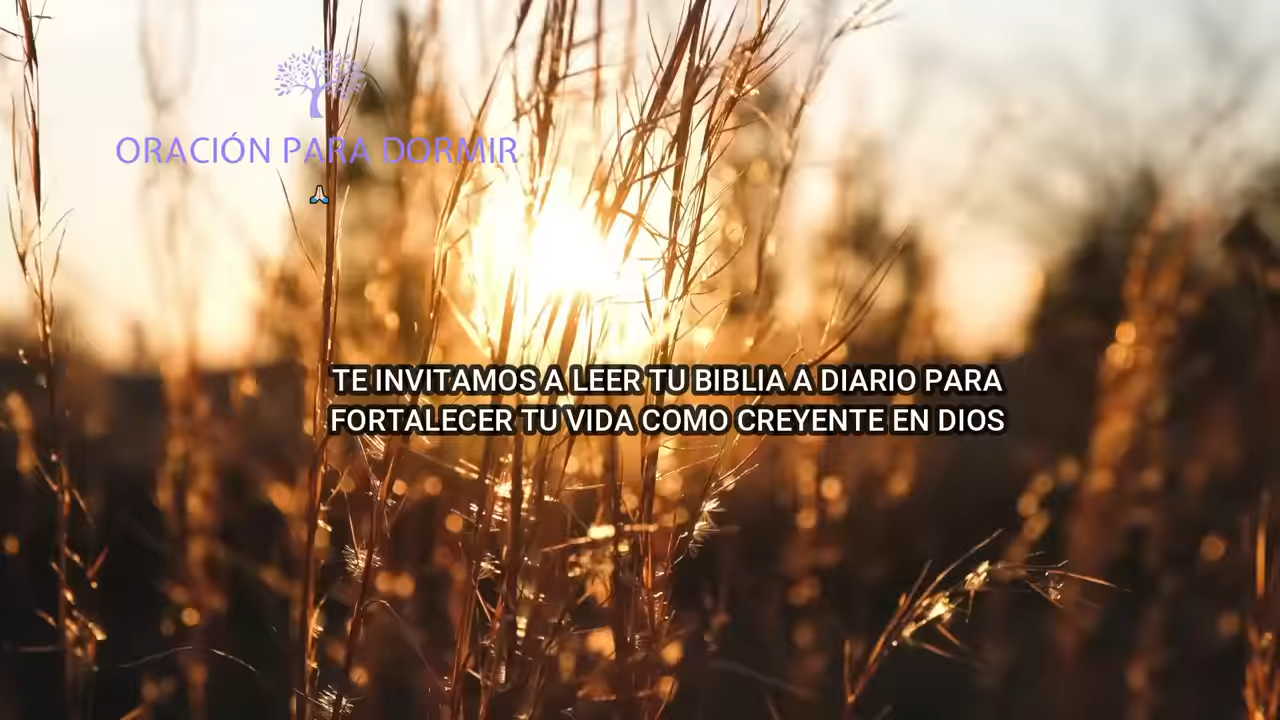 ORACIÓN PARA DORMIR
TE INVITAMOS A LEER TU BIBLIA A DIARIO PARA
FORTALECER TU VIDA COMO CREYENTE EN DIOS